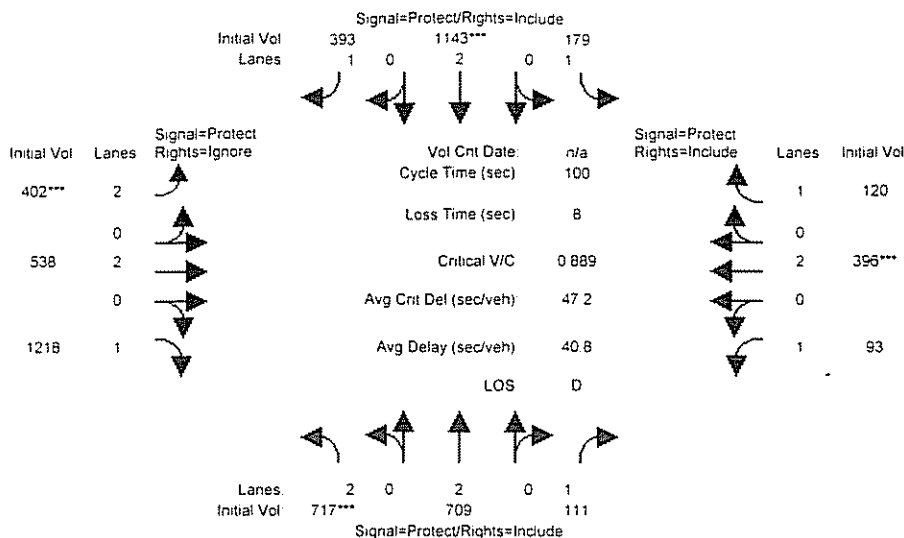 Signal=Protect/Rights=Include
Initial Vol 393 1143*** 179
Lanes 1 0 2 0 1
Signal=Protect Signal=Protect
Initial Vol Lanes Rights=Ignore Vol Cnt Date: n/a Rights=Include Lanes Initial Vol
Cycle Time (sec) 100
402*** 2 1 120
Loss Time (sec) 8
0 0
538 2 Critical V/C 0 889 2 396***
0 Avg Crit Del (sec/veh) 47 2 0
1218 1 Avg Delay (sec/veh) 40.8 1 93
LOS D
Lanes: 2 0 2 0 1
Initial Vol 717*** 709 111
Signal=Protect/Rights=Include